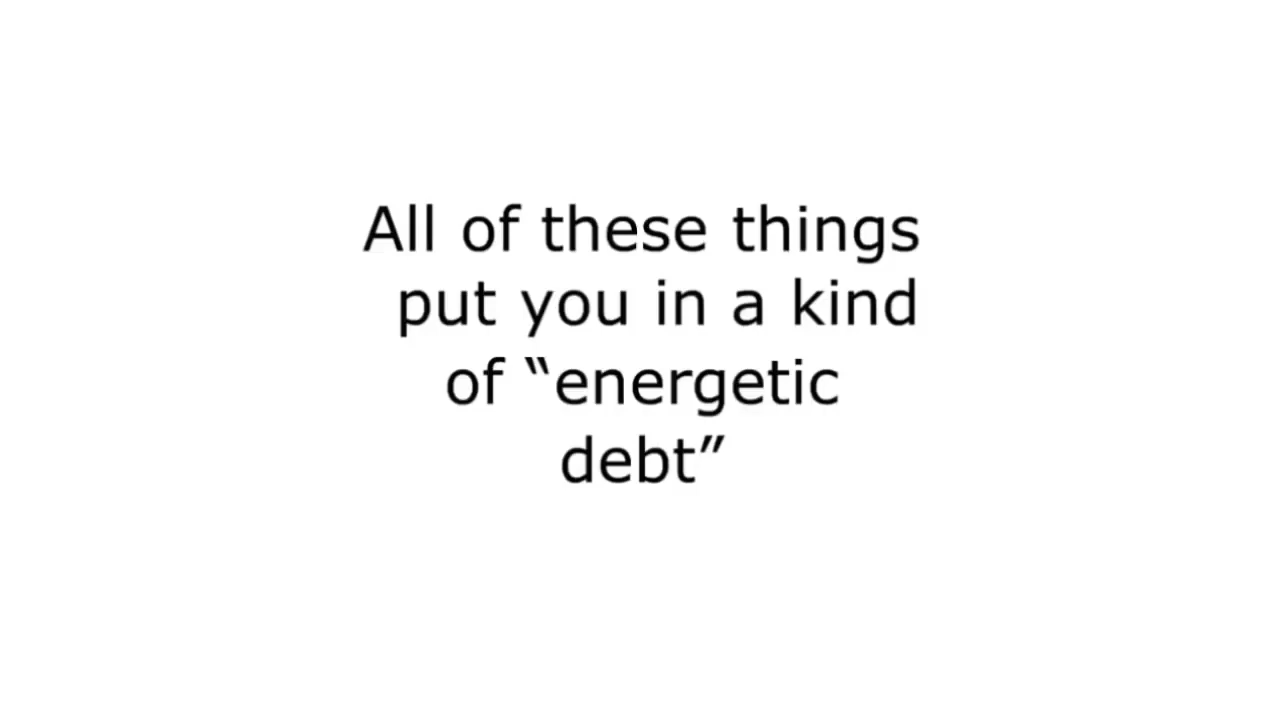 All of these things
put you in a kind
of “energetic
debt”